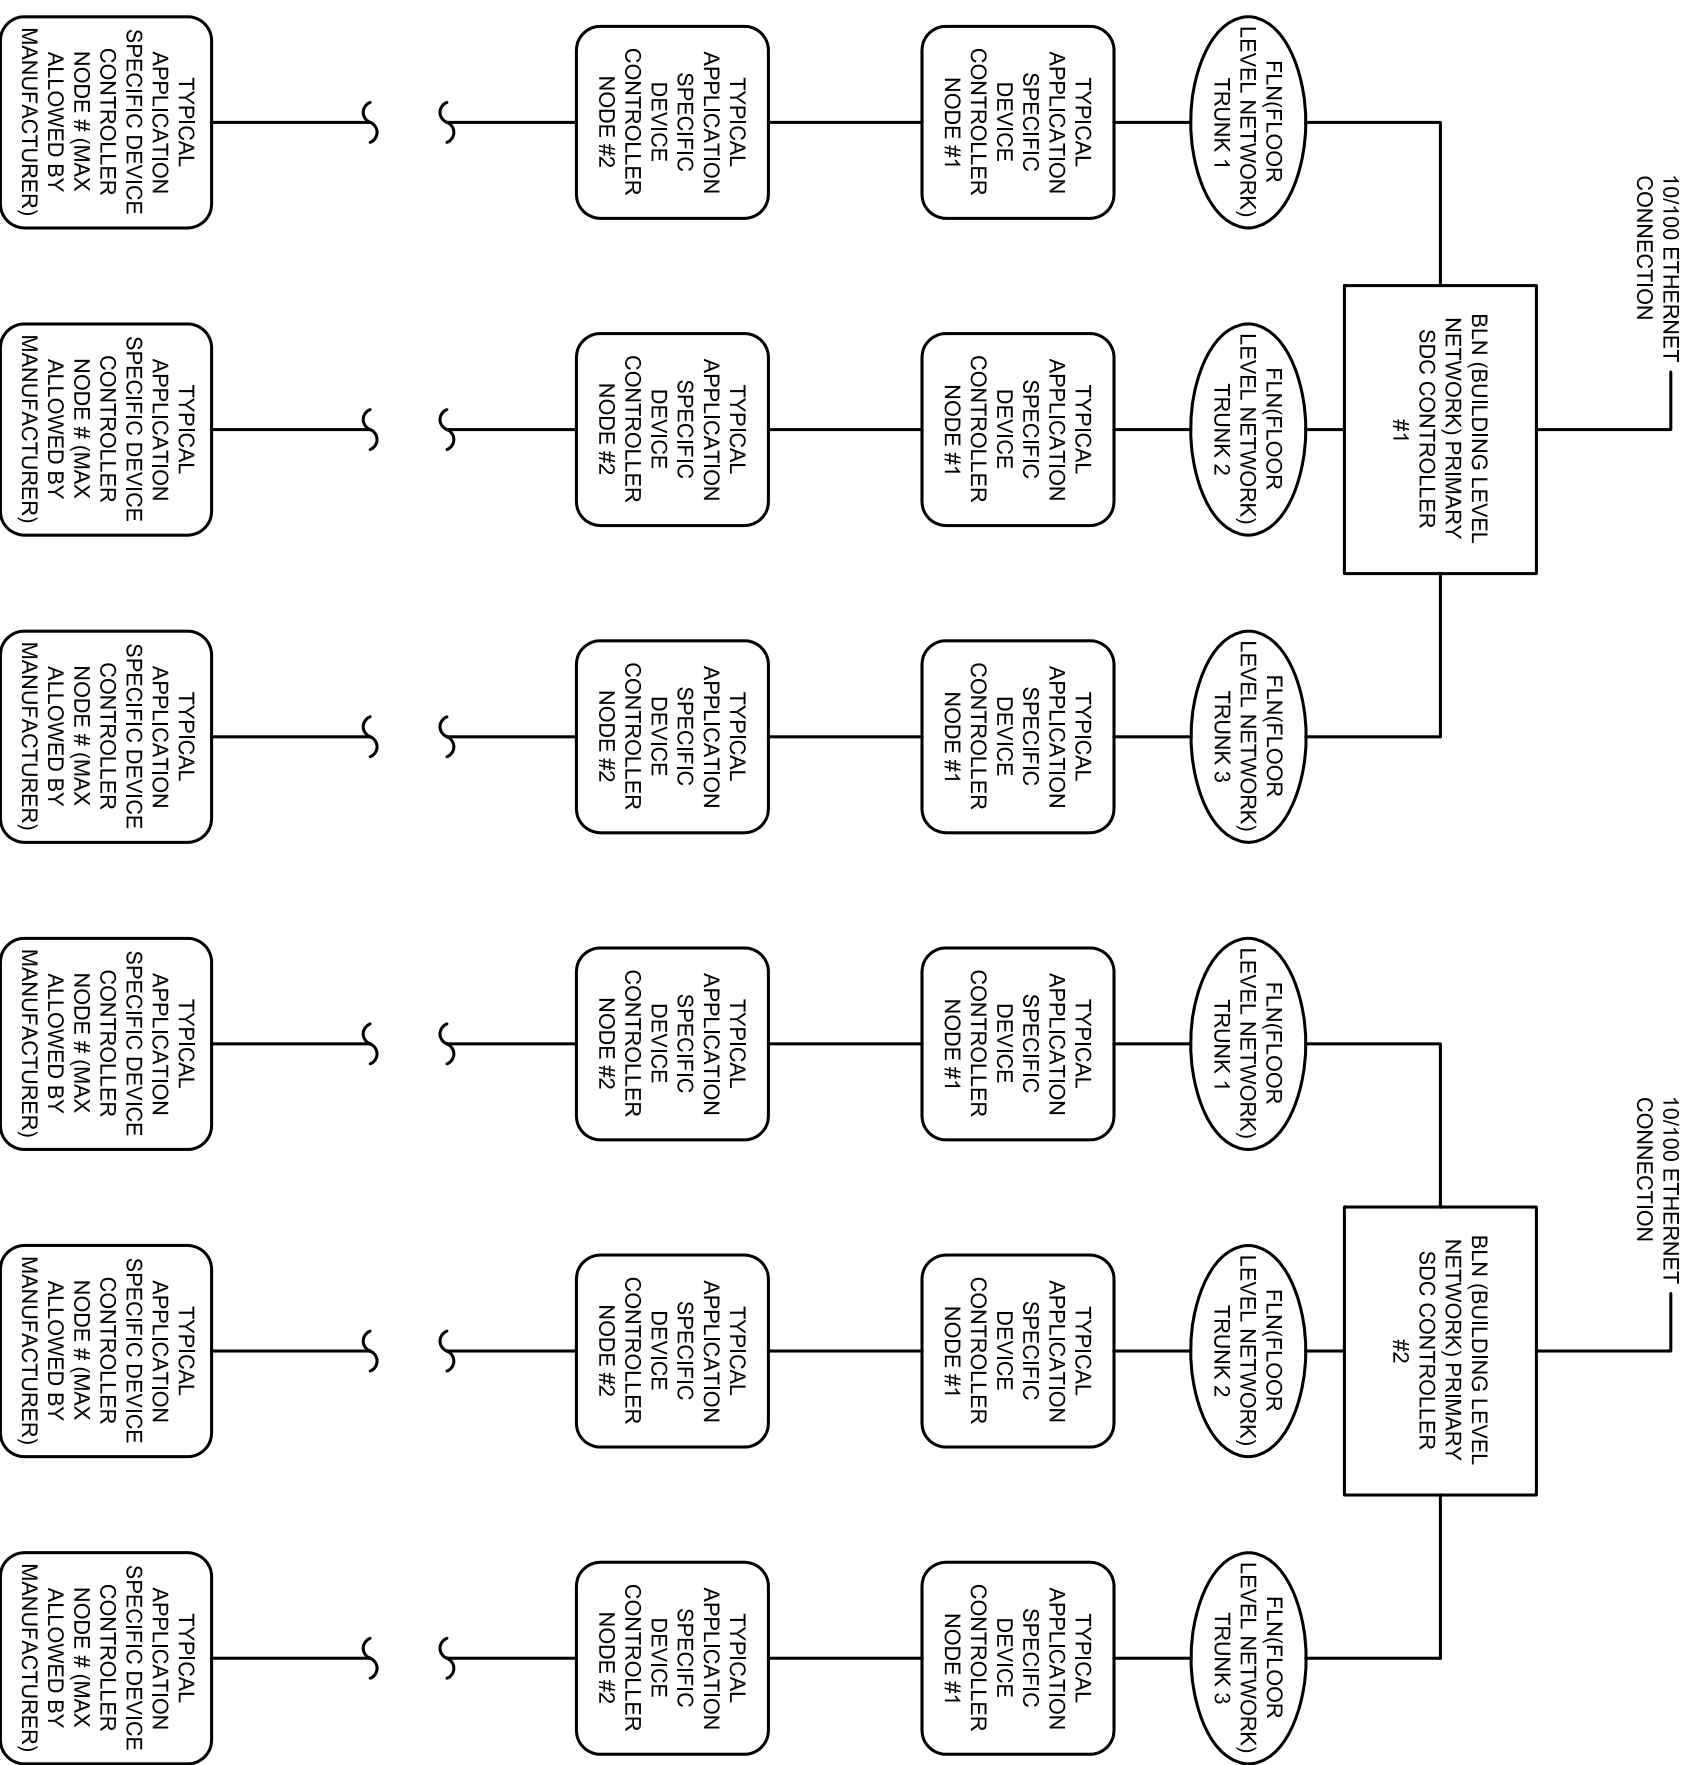 10/100 ETHERNET
CONNECTION
BLN (BUILDING LEVEL
NETWORK) PRIMARY
SDC CONTROLLER
#1
FLN(FLOOR
LEVEL NETWORK)
TRUNK 1
TYPICAL
APPLICATION
SPECIFIC
DEVICE
CONTROLLER
NODE #1
TYPICAL
APPLICATION
SPECIFIC
DEVICE
CONTROLLER
NODE #2
TYPICAL
APPLICATION
SPECIFIC DEVICE
CONTROLLER
NODE # (MAX
ALLOWED BY
MANUFACTURER)
FLN(FLOOR
LEVEL NETWORK)
TRUNK 2
TYPICAL
APPLICATION
SPECIFIC
DEVICE
CONTROLLER
NODE #1
TYPICAL
APPLICATION
SPECIFIC
DEVICE
CONTROLLER
NODE #2
TYPICAL
APPLICATION
SPECIFIC DEVICE
CONTROLLER
NODE # (MAX
ALLOWED BY
MANUFACTURER)
FLN(FLOOR
LEVEL NETWORK)
TRUNK 3
TYPICAL
APPLICATION
SPECIFIC
DEVICE
CONTROLLER
NODE #1
TYPICAL
APPLICATION
SPECIFIC
DEVICE
CONTROLLER
NODE #2
TYPICAL
APPLICATION
SPECIFIC DEVICE
CONTROLLER
NODE # (MAX
ALLOWED BY
MANUFACTURER)
10/100 ETHERNET
CONNECTION
BLN (BUILDING LEVEL
NETWORK) PRIMARY
SDC CONTROLLER
#2
FLN(FLOOR
LEVEL NETWORK)
TRUNK 1
TYPICAL
APPLICATION
SPECIFIC
DEVICE
CONTROLLER
NODE #1
TYPICAL
APPLICATION
SPECIFIC
DEVICE
CONTROLLER
NODE #2
TYPICAL
APPLICATION
SPECIFIC DEVICE
CONTROLLER
NODE # (MAX
ALLOWED BY
MANUFACTURER)
FLN(FLOOR
LEVEL NETWORK)
TRUNK 2
TYPICAL
APPLICATION
SPECIFIC
DEVICE
CONTROLLER
NODE #1
TYPICAL
APPLICATION
SPECIFIC
DEVICE
CONTROLLER
NODE #2
TYPICAL
APPLICATION
SPECIFIC DEVICE
CONTROLLER
NODE # (MAX
ALLOWED BY
MANUFACTURER)
FLN(FLOOR
LEVEL NETWORK)
TRUNK 3
TYPICAL
APPLICATION
SPECIFIC
DEVICE
CONTROLLER
NODE #1
TYPICAL
APPLICATION
SPECIFIC
DEVICE
CONTROLLER
NODE #2
TYPICAL
APPLICATION
SPECIFIC DEVICE
CONTROLLER
NODE # (MAX
ALLOWED BY
MANUFACTURER)